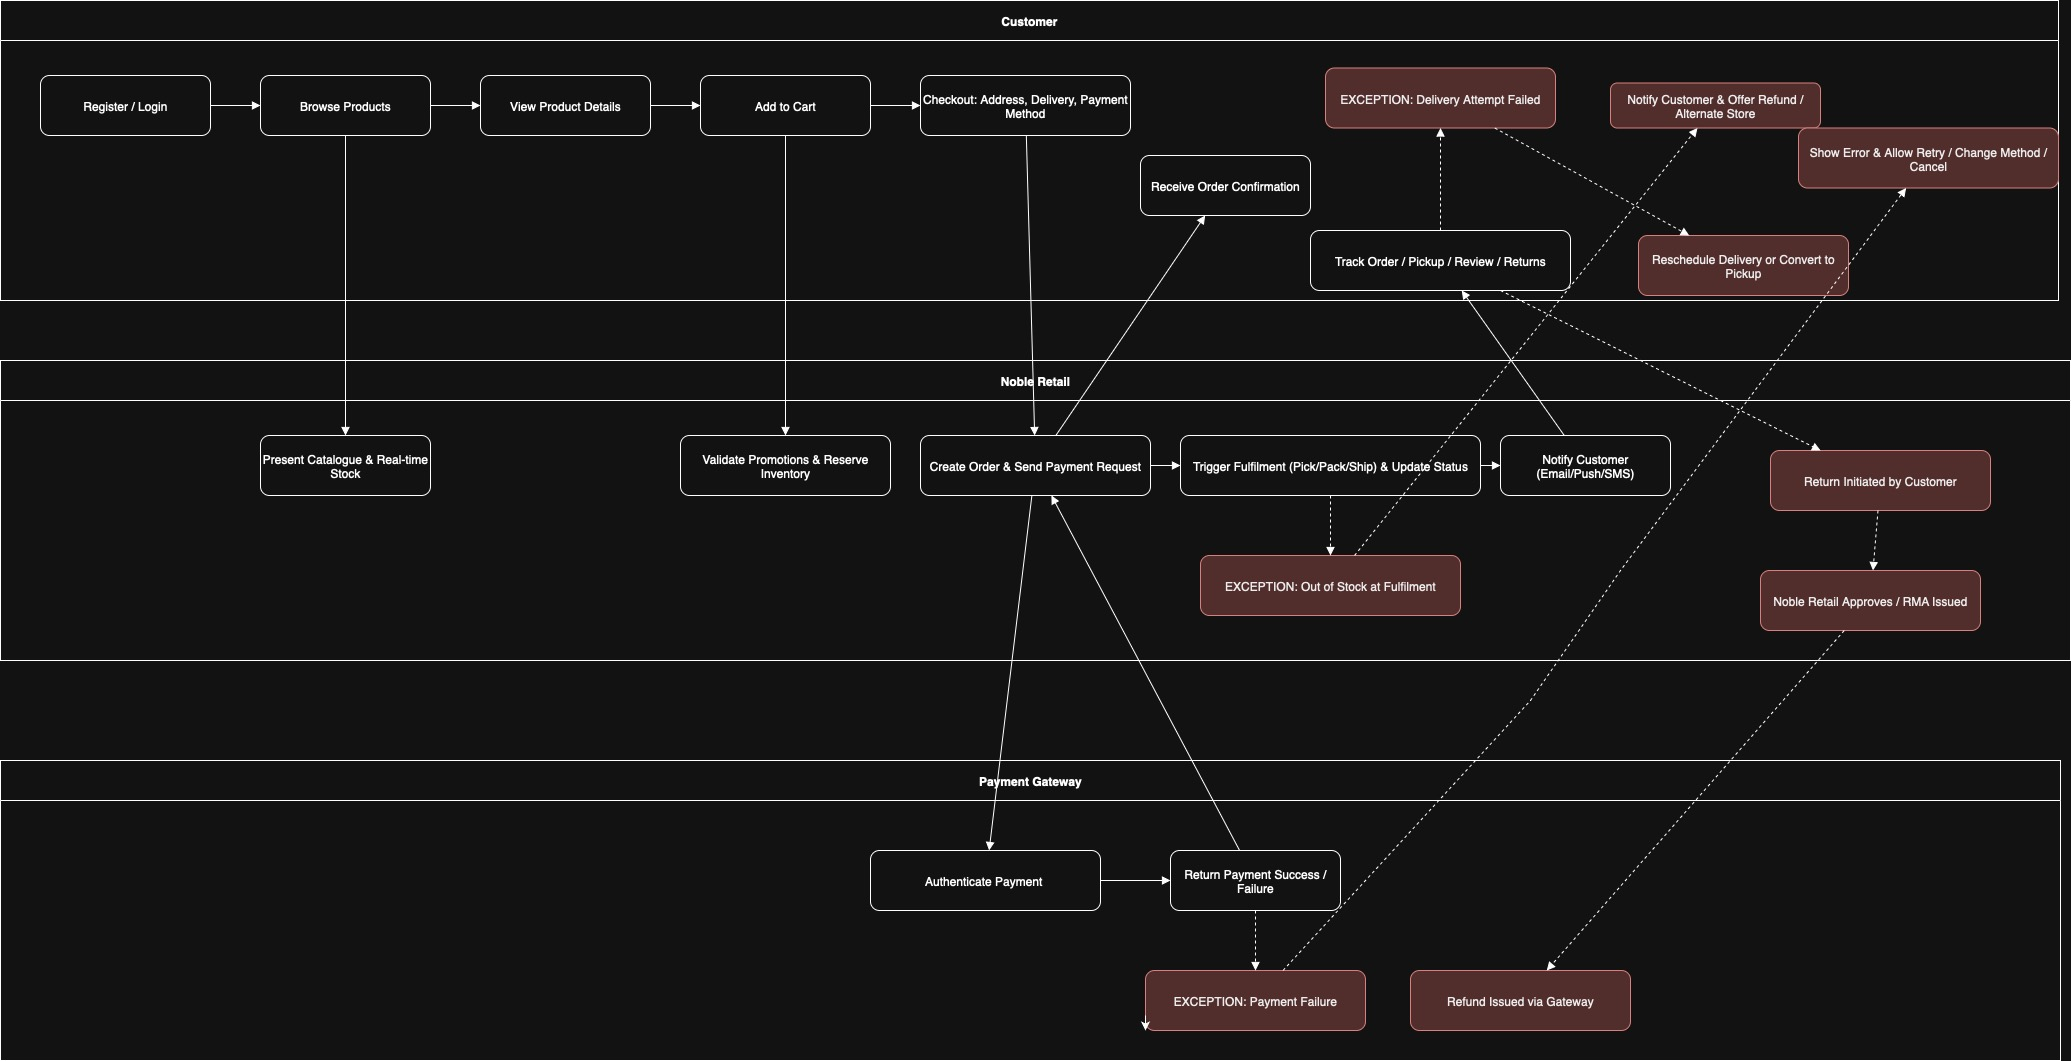 Customer
Register / Login
Browse Products
View Product Details
Add to Cart
Checkout: Address, Delivery, Payment
Method
EXCEPTION: Delivery Attempt Failed
Notify Customer & Offer Refund /
Alternate Store
Show Error & Allow Retry / Change Method /
Cancel
Receive Order Confirmation
Track Order / Pickup / Review / Returns
Reschedule Delivery or Convert to
Pickup
Noble Retail
Present Catalogue & Real-time
Stock
Validate Promotions & Reserve
Inventory
Create Order & Send Payment Request
Trigger Fulfilment (Pick/Pack/Ship) & Update Status
Notify Customer
(Email/Push/SMS)
Return Initiated by Customer
EXCEPTION: Out of Stock at Fulfilment
Noble Retail Approves / RMA Issued
Payment Gateway
Authenticate Payment
Return Payment Success /
Failure
EXCEPTION: Payment Failure
Refund Issued via Gateway